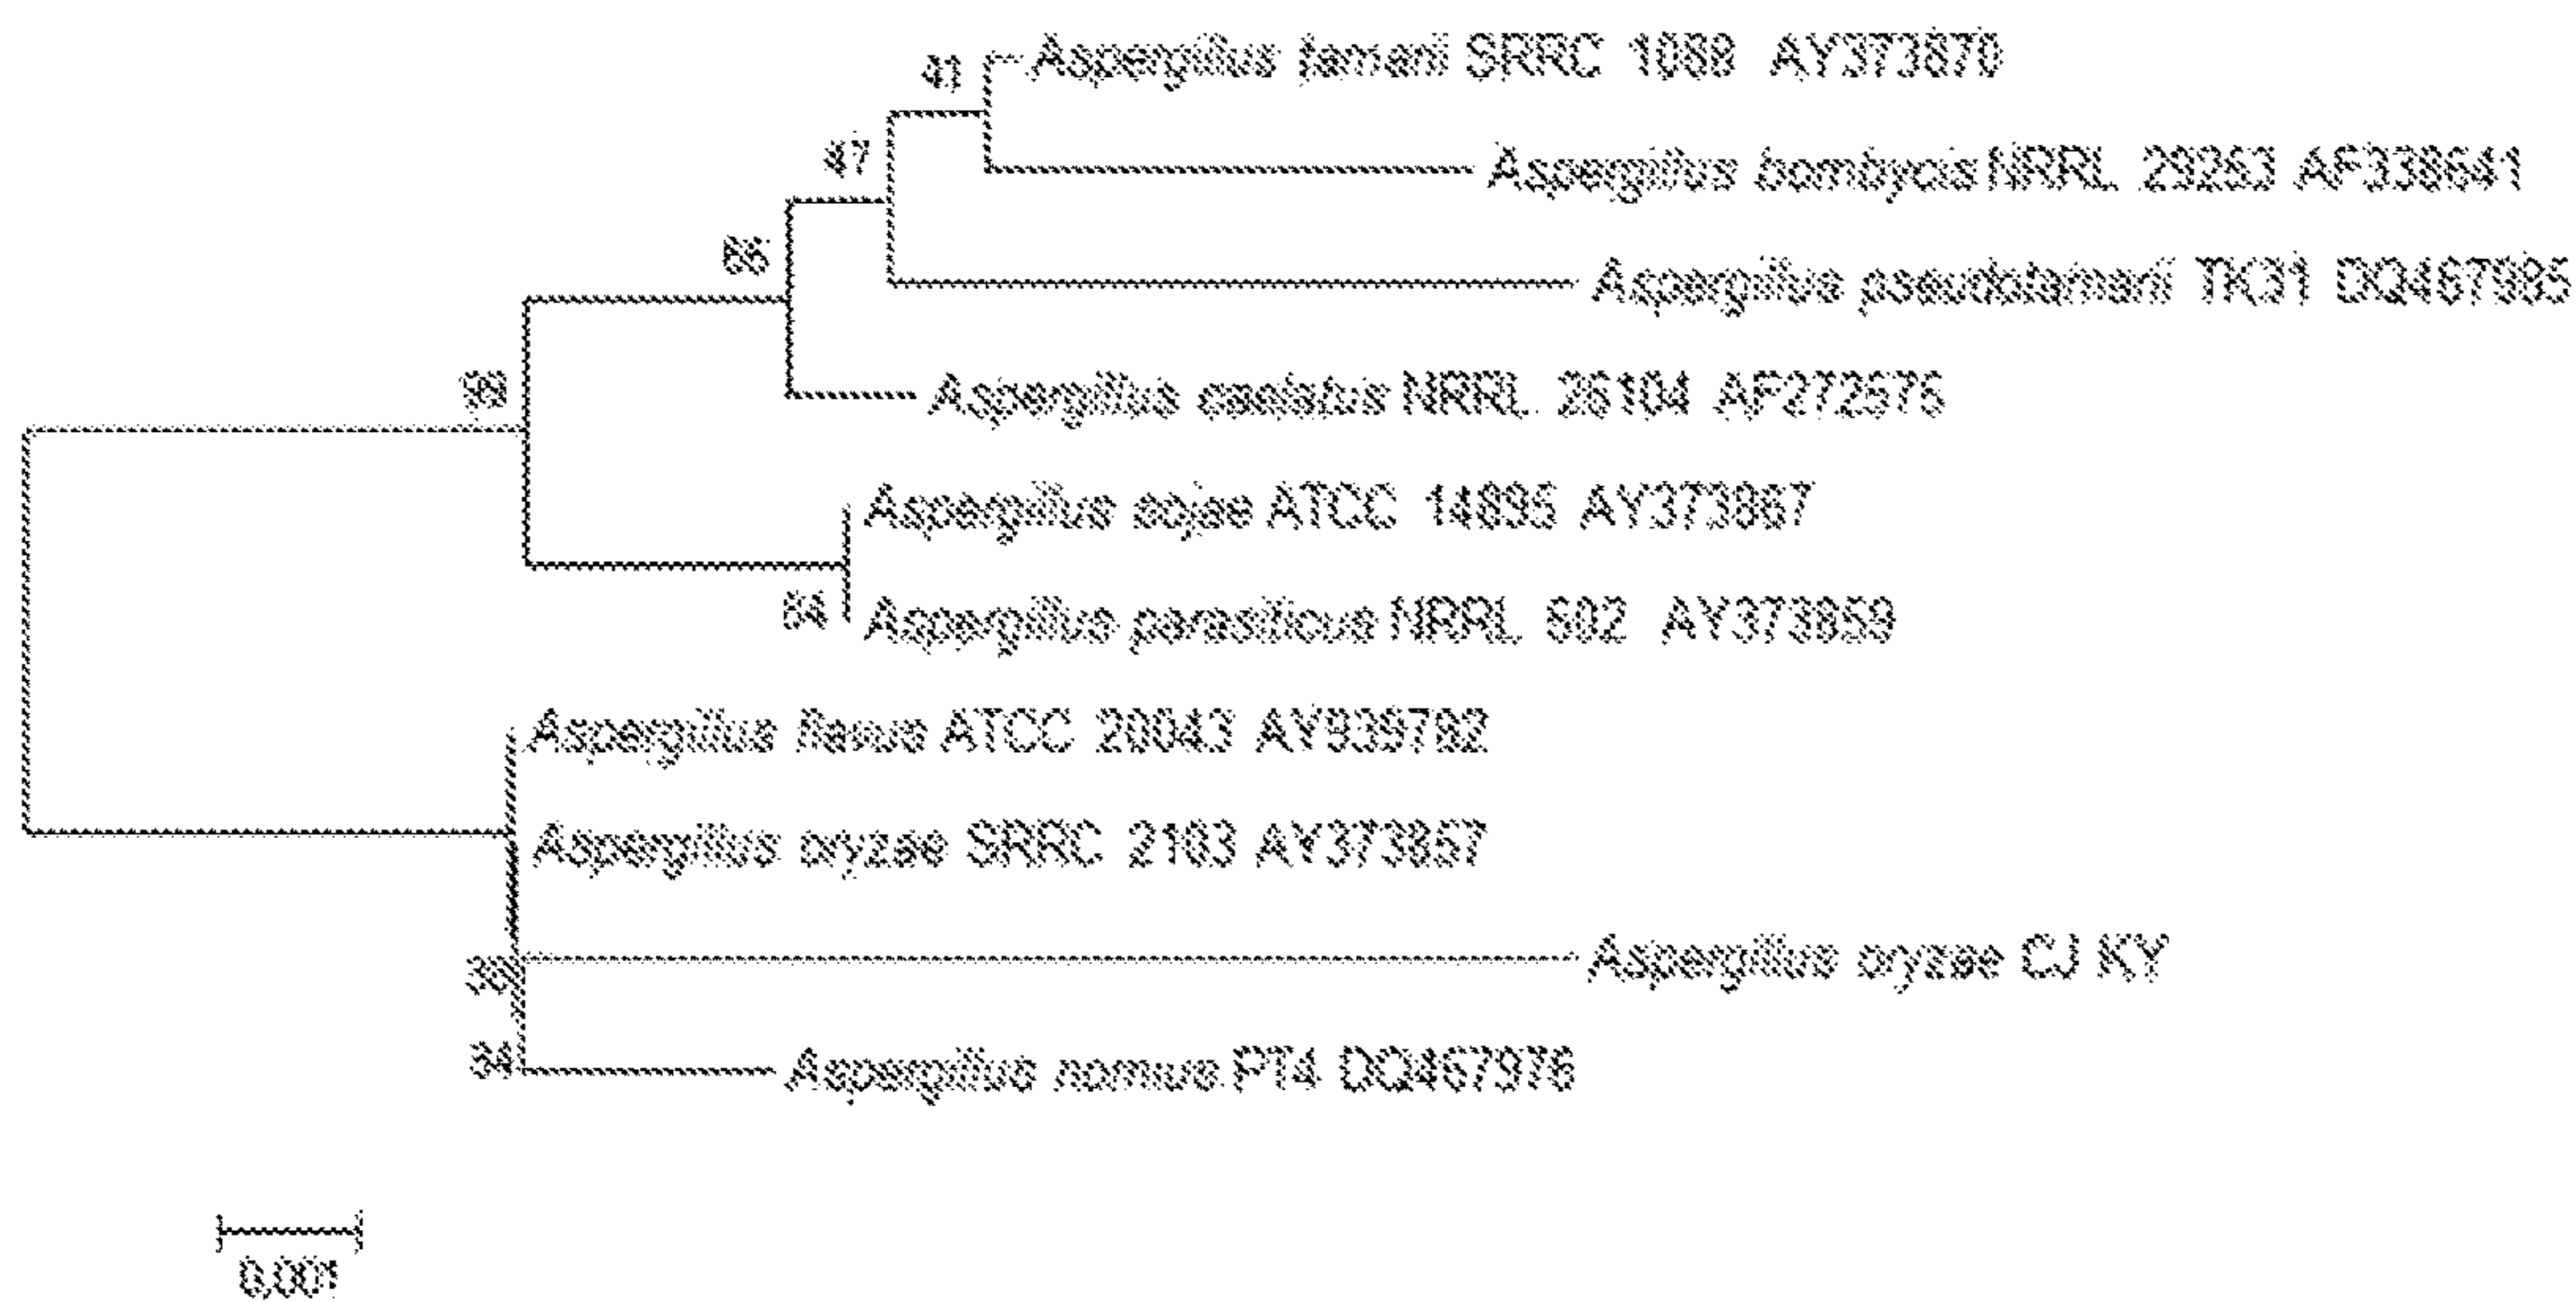 41
Aspergillus tamarii SRRC 1088 AY373870
47
Aspergillus bombycis NRRL 29253 AF338641
Aspergillus pseudotamarii TK31 DQ467985
Aspergillus caelatus NRRL 26104 AF272575
99
Aspergillus sojae ATCC 14895 AY373867
Aspergillus parasiticus NRRL 502 AY373859
Aspergillus flavus ATCC 20043 AY939782
Aspergillus oryzae SRRC 2103 AY373857
Aspergillus oryzae CJ KY
34
Aspergillus nomius PT4 DQ467976
0.001